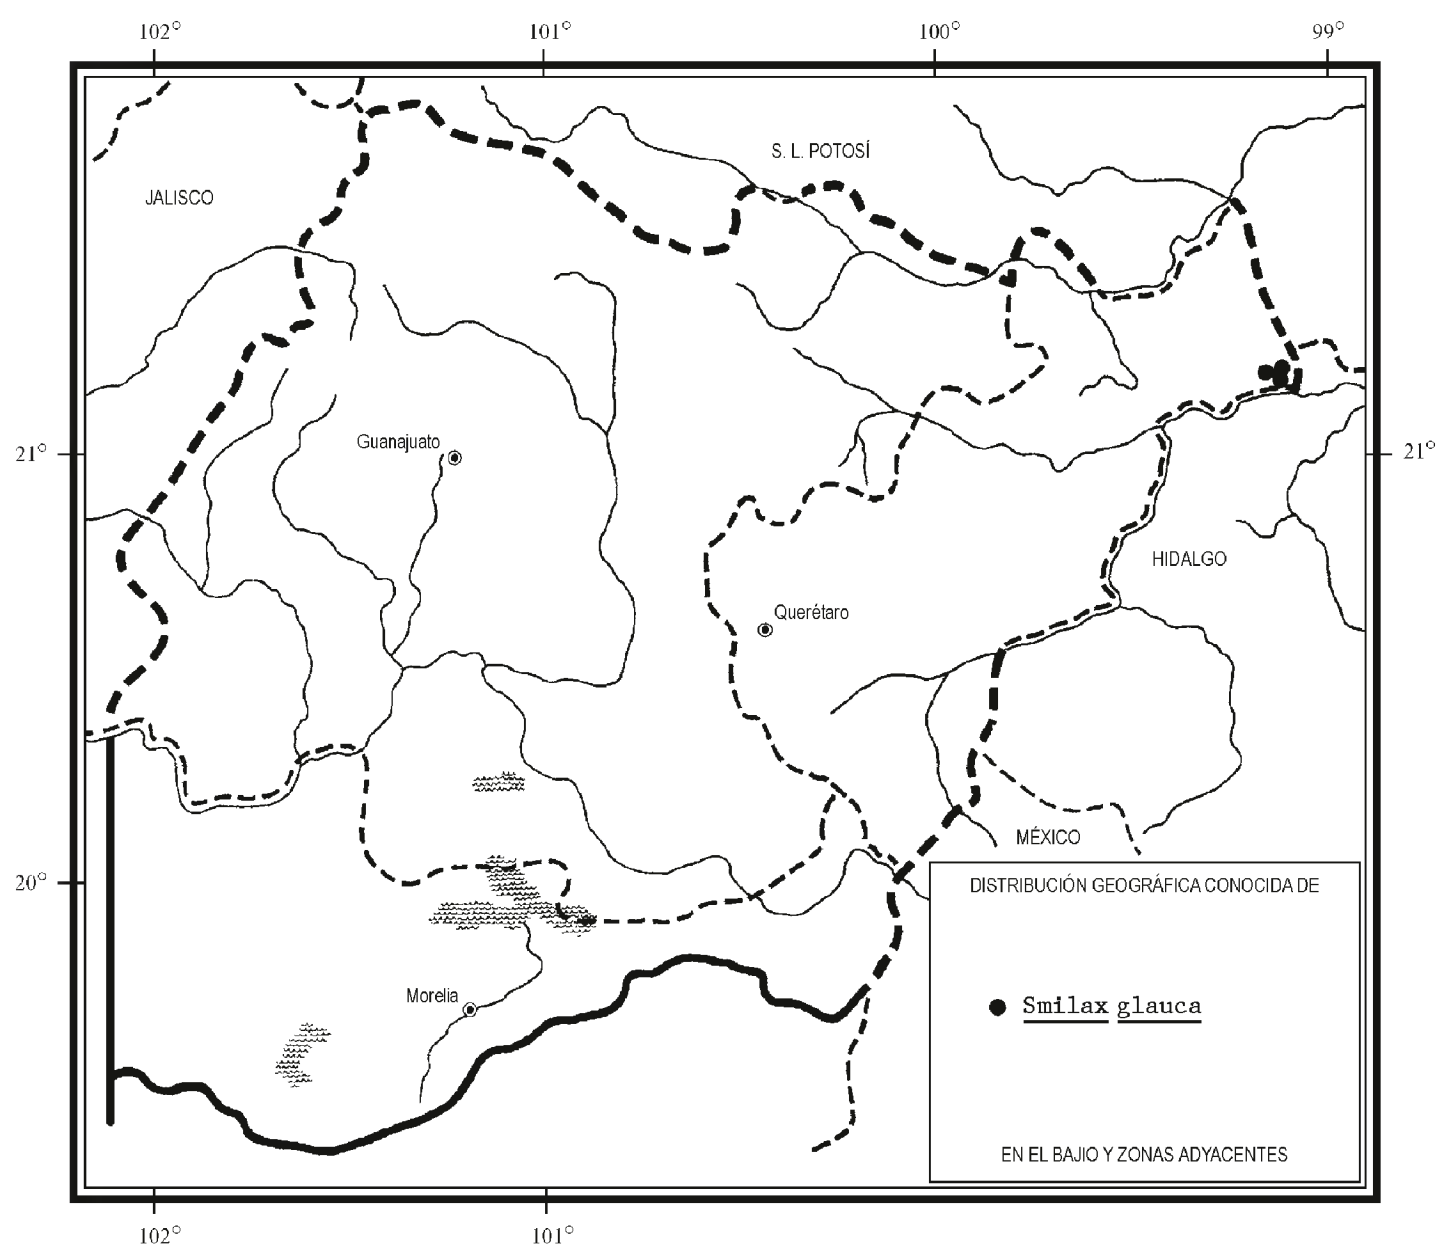 102° 101° 100° 99°
S. L. POTOSÍ
JALISCO
Guanajuato
21° 21°
HIDALGO
Querétaro
MÉXICO
20°
DISTRIBUCIÓN GEOGRÁFICA CONOCIDA DE
Morelia
Smilax glauca
EN EL BAJIO Y ZONAS ADYACENTES
102° 101°